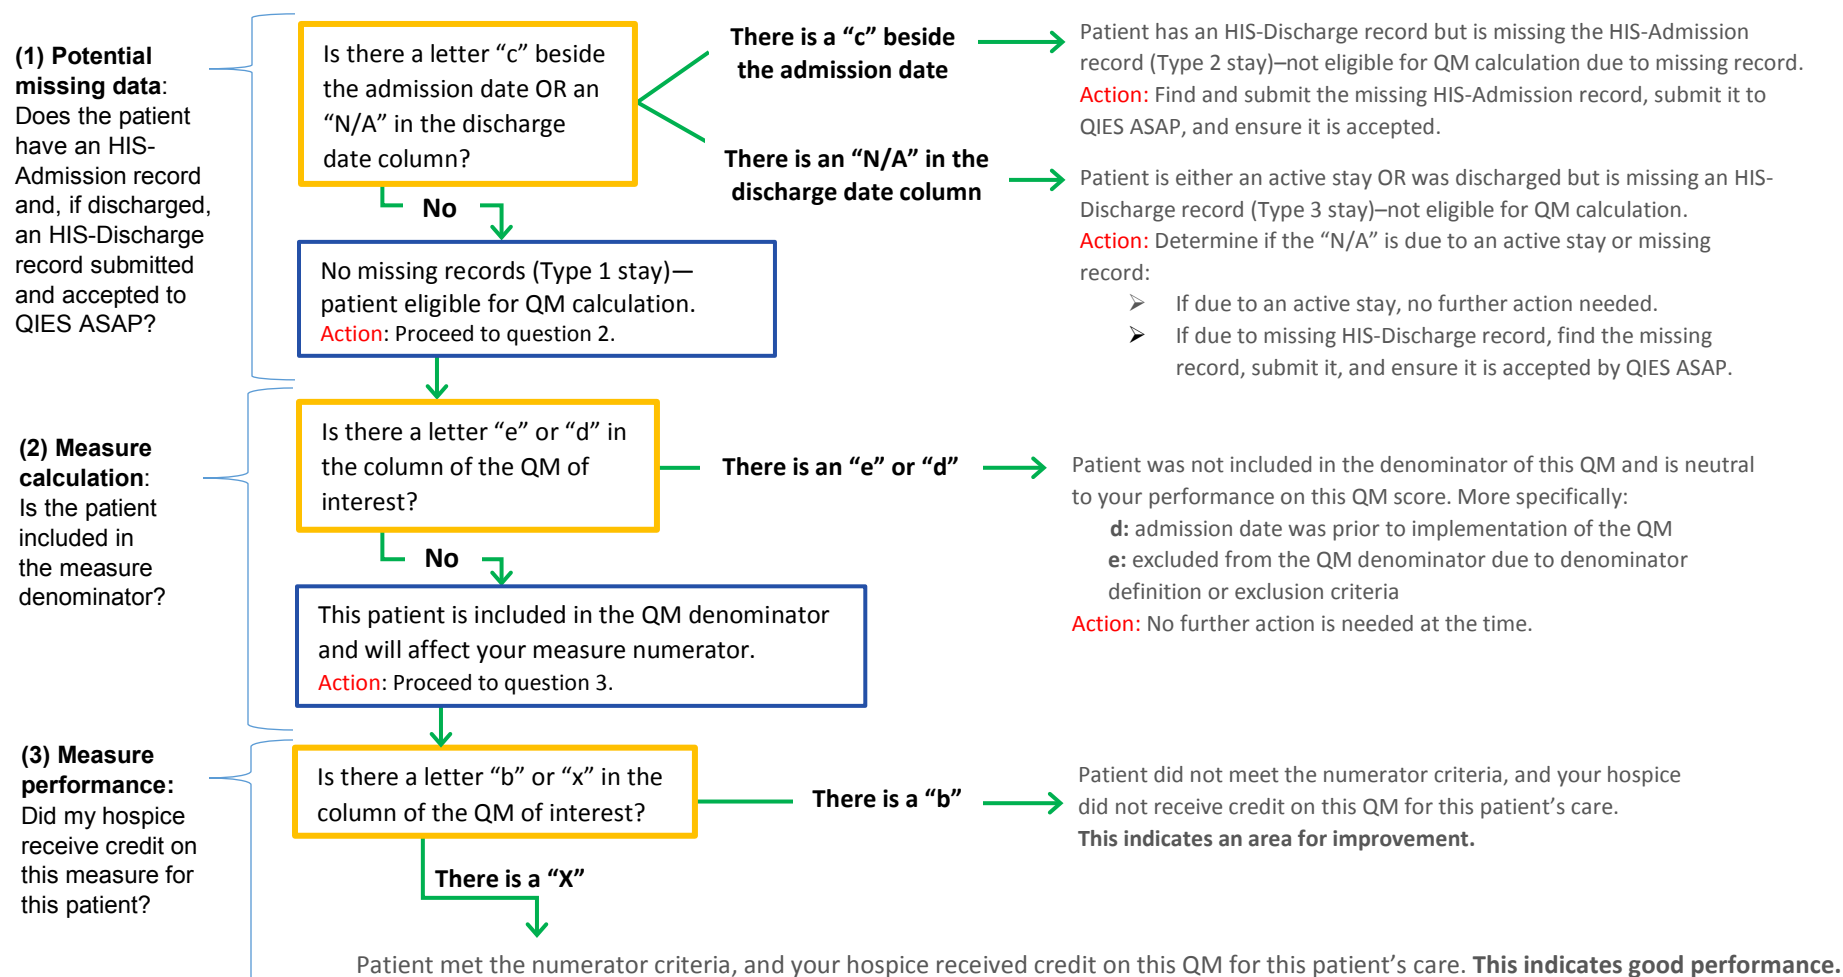 (1) Potential
missing data:
Does the patient
have an HIS-
Admission record
and, if discharged,
an HIS-Discharge
record submitted
and accepted to
QIES ASAP?
Is there a letter “c” beside
the admission date OR an
“N/A” in the discharge
date column?
There is a “c” beside
the admission date
Patient has an HIS-Discharge record but is missing the HIS-Admission
record (Type 2 stay)–not eligible for QM calculation due to missing record.
Action: Find and submit the missing HIS-Admission record, submit it to
QIES ASAP, and ensure it is accepted.
There is an “N/A” in the
discharge date column
Patient is either an active stay OR was discharged but is missing an HIS-
Discharge record (Type 3 stay)–not eligible for QM calculation.
Action: Determine if the “N/A” is due to an active stay or missing
record:
➢ If due to an active stay, no further action needed.
➢ If due to missing HIS-Discharge record, find the missing
record, submit it, and ensure it is accepted by QIES ASAP.
No
No missing records (Type 1 stay)—
patient eligible for QM calculation.
Action: Proceed to question 2.
(2) Measure
calculation:
Is the patient
included in
the measure
denominator?
Is there a letter “e” or “d” in
the column of the QM of
interest?
There is an “e” or “d”
Patient was not included in the denominator of this QM and is neutral
to your performance on this QM score. More specifically:
d: admission date was prior to implementation of the QM
e: excluded from the QM denominator due to denominator
definition or exclusion criteria
Action: No further action is needed at the time.
No
This patient is included in the QM denominator
and will affect your measure numerator.
Action: Proceed to question 3.
(3) Measure
performance:
Did my hospice
receive credit on
this measure for
this patient?
Is there a letter “b” or “x” in the
column of the QM of interest?
There is a “b”
Patient did not meet the numerator criteria, and your hospice
did not receive credit on this QM for this patient’s care.
This indicates an area for improvement.
There is a “X”
Patient met the numerator criteria, and your hospice received credit on this QM for this patient’s care. This indicates good performance.